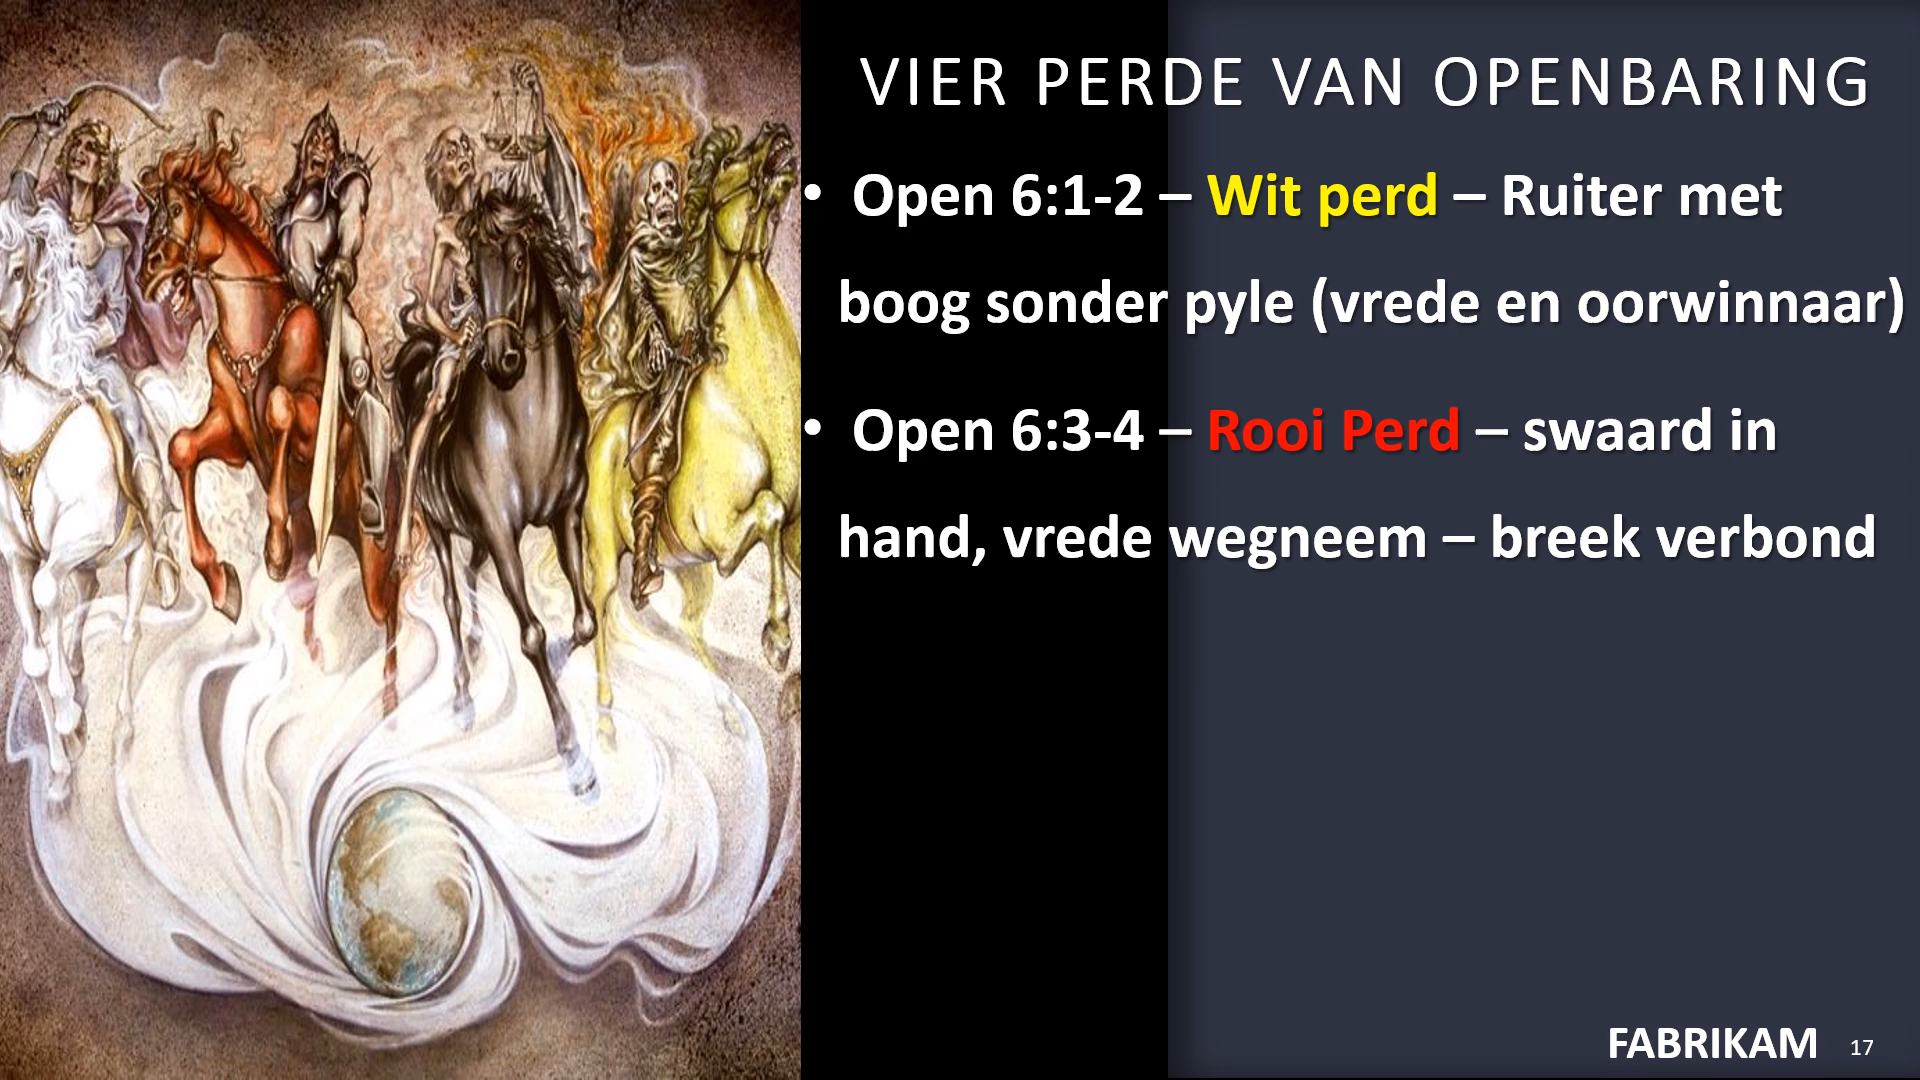 VIER PERDE VAN OPENBARING
• Open 6:1-2 – Wit perd – Ruiter met
boog sonder pyle (vrede en oorwinnaar)
• Open 6:3-4 – Rooi Perd – swaard in
hand, vrede wegneem – breek verbond
FABRIKAM 17